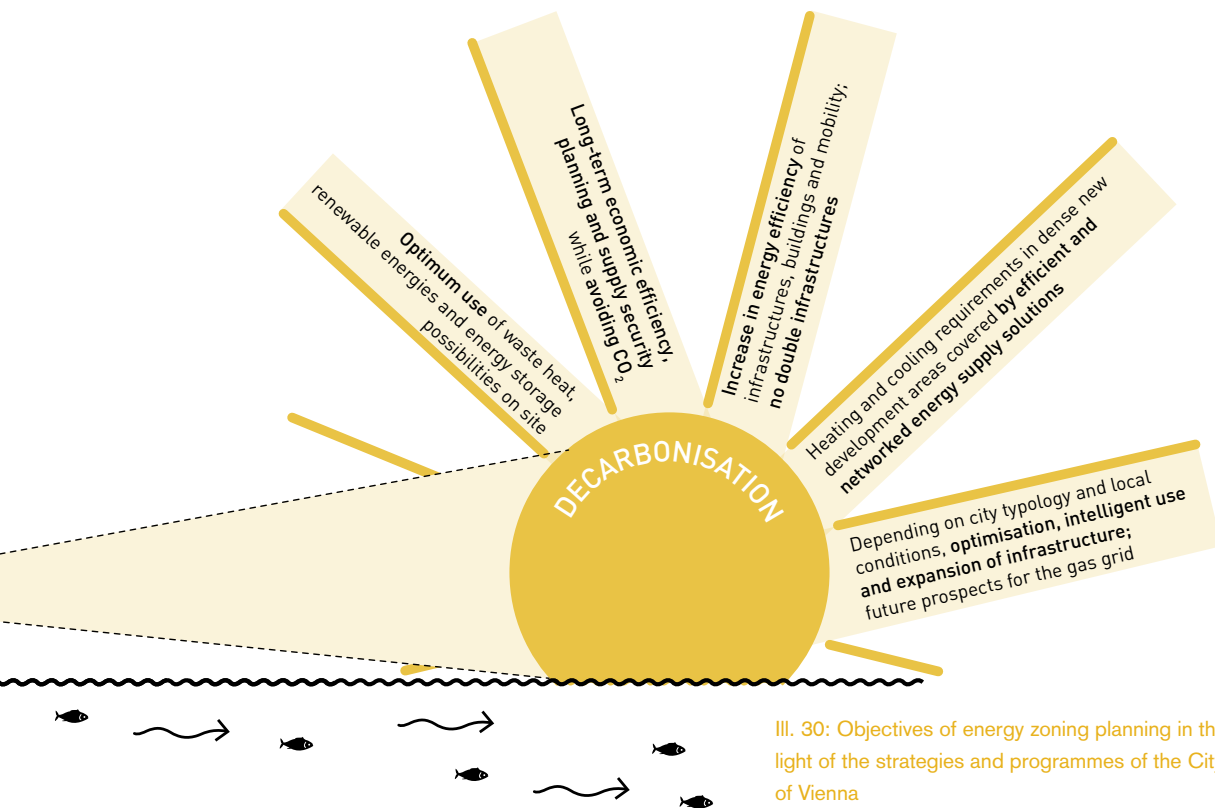 Optimum use of waste heat,
renewable energies and energy storage
possibilities on site
Long-term economic efficiency,
planning and supply security
while avoiding CO₂
Increase in energy efficiency of
infrastructures, buildings and mobility;
no double infrastructures
Heating and cooling requirements in dense new
development areas covered by efficient and
networked energy supply solutions
Depending on city typology and local
conditions, optimisation, intelligent use
and expansion of infrastructure;
future prospects for the gas grid
DECARBONISATION
Ill. 30: Objectives of energy zoning planning in th
light of the strategies and programmes of the Cit
of Vienna